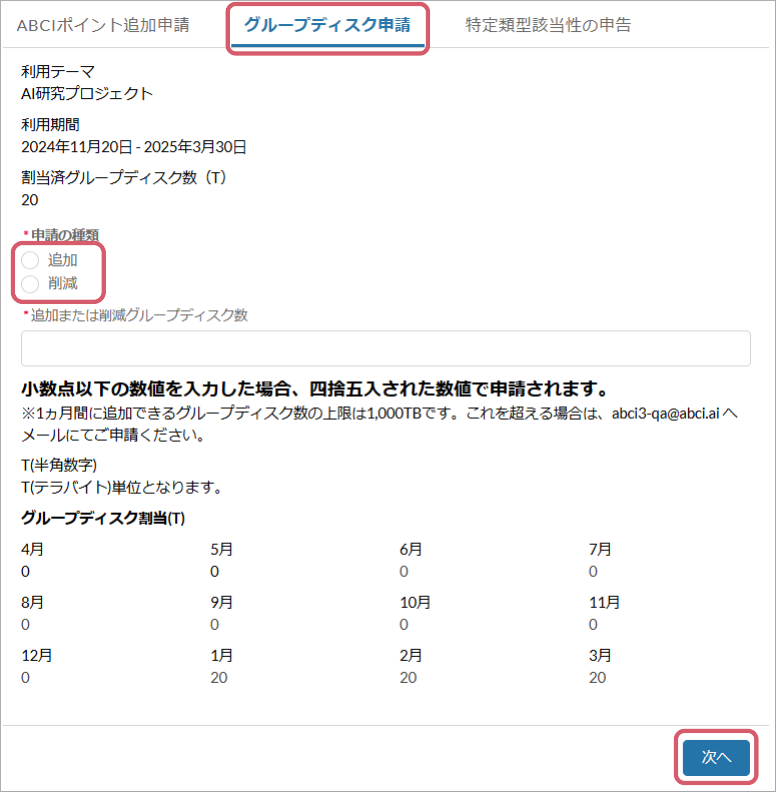 ABCIポイント追加申請 グループディスク申請 特定類型該当性の申告
利用テーマ
AI研究プロジェクト
利用期間
2024年11月20日 - 2025年3月30日
割当済グループディスク数（T）
20
*申請の種類
追加
削減
*追加または削減グループディスク数
小数点以下の数値を入力した場合、四捨五入された数値で申請されます。
※1ヵ月間に追加できるグループディスク数の上限は1,000TBです。これを超える場合は、abci3-qa@abci.ai へ
メールにてご申請ください。
T(半角数字)
T(テラバイト)単位となります。
グループディスク割当(T)
4月 5月 6月 7月
0 0 0 0
8月 9月 10月 11月
0 0 0 0
12月 1月 2月 3月
0 20 20 20
次へ